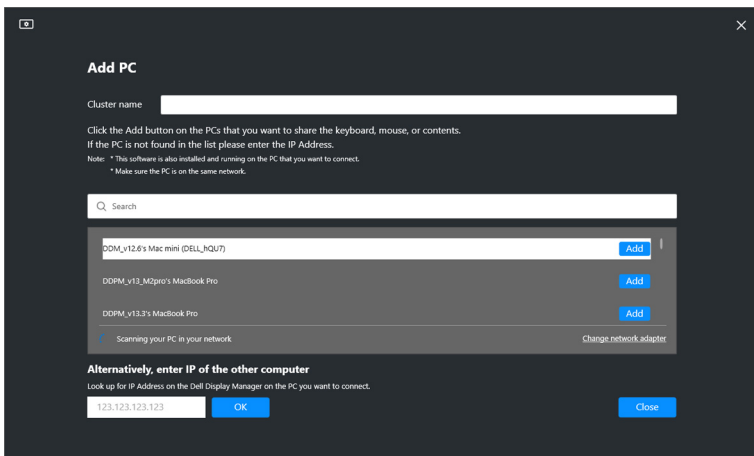 Add PC
Cluster name
Click the Add button on the PCs that you want to share the keyboard, mouse, or contents.
If the PC is not found in the list please enter the IP Address.
Note: * This software is also installed and running on the PC that you want to connect.
* Make sure the PC is on the same network.
Search
DDM_v12.6's Mac mini (DELL_hQU7) Add
DDPM_v13_M2pro's MacBook Pro Add
DDPM_v13.3's MacBook Pro Add
Scanning your PC in your network Change network adapter
Alternatively, enter IP of the other computer
Look up for IP Address on the Dell Display Manager on the PC you want to connect.
123.123.123.123 OK Close